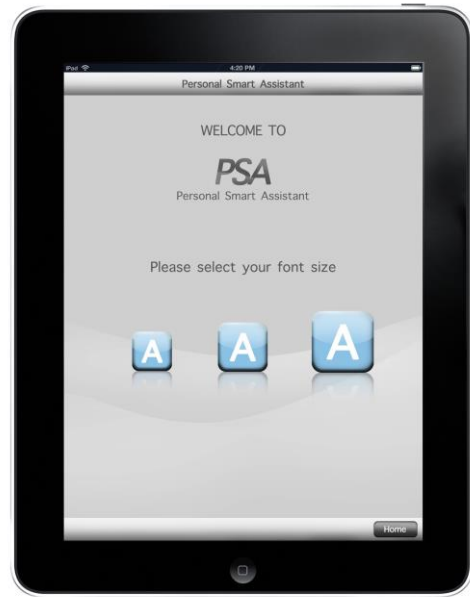 iPad 4:20 PM
Personal Smart Assistant
WELCOME TO
PSA
Personal Smart Assistant
Please select your font size
A A A
Home